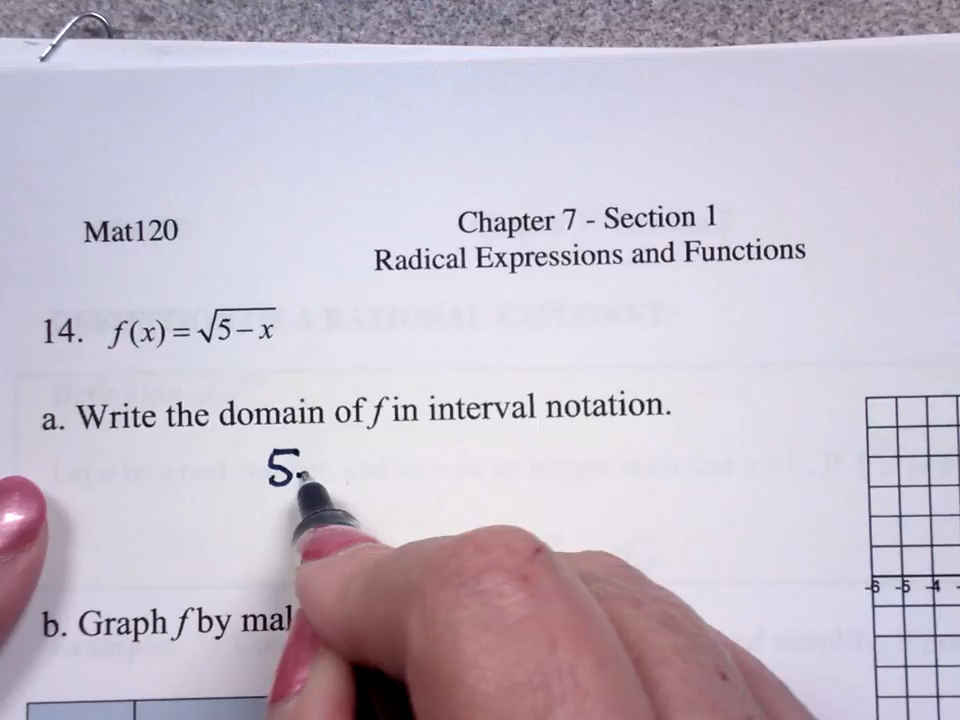 Mat120
Chapter 7 - Section 1
Radical Expressions and Functions
14. f(x) = √5 − x
a. Write the domain of f in interval notation.
5
b. Graph f by
-6 -5 -4